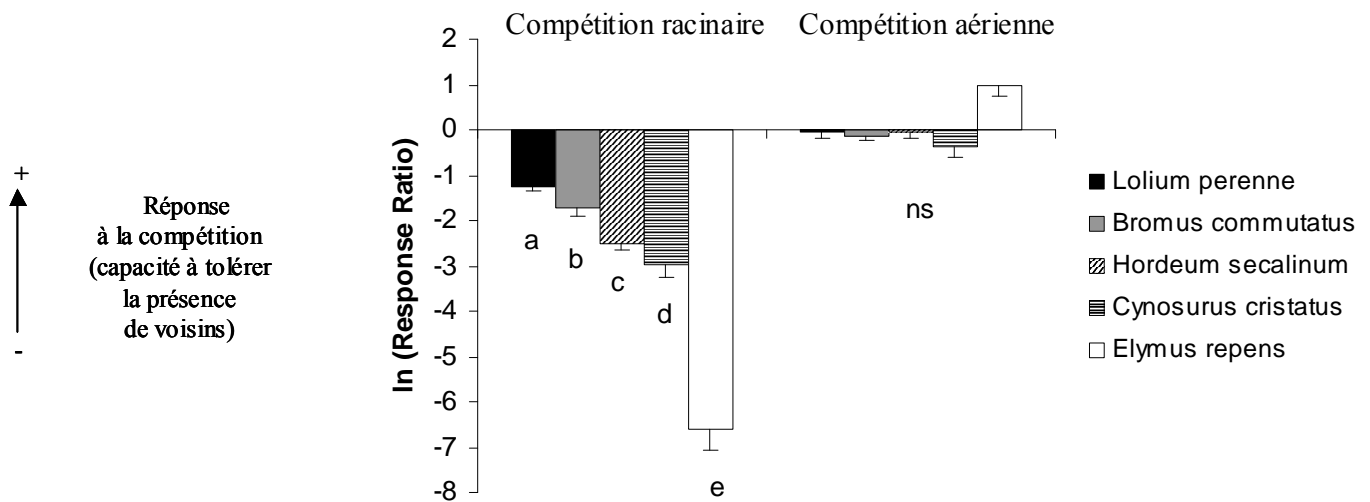 Compétition racinaire
Compétition aérienne
2
1
0
-1
-2
-3
-4
-5
-6
-7
-8
ln (Response Ratio)
+
Réponse
à la compétition
(capacité à tolérer
la présence
de voisins)
-
a
b
c
d
e
ns
Lolium perenne
Bromus commutatus
Hordeum secalinum
Cynosurus cristatus
Elymus repens